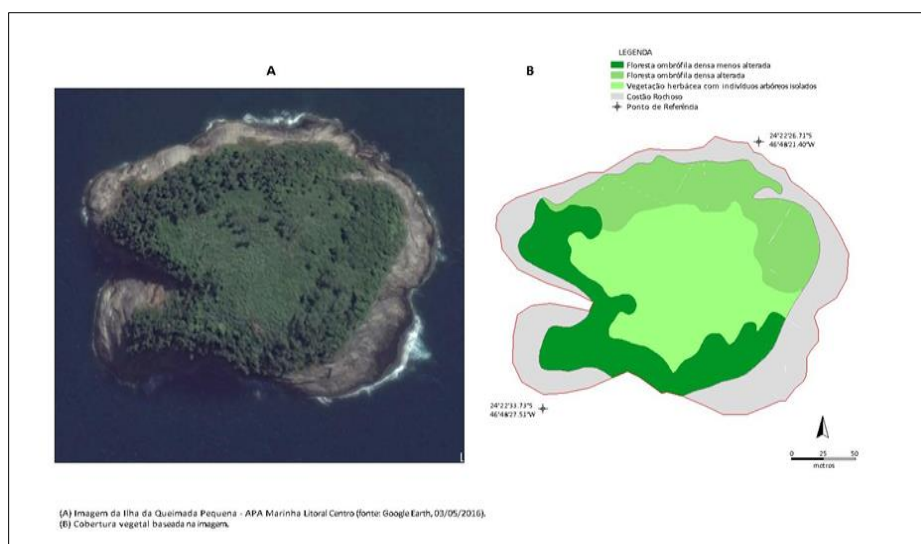 A
B
LEGENDA
Floresta ombrófila densa menos alterada
Floresta ombrófila densa alterada
Vegetação herbácea com indivíduos arbóreos isolados
Costão Rochoso
Ponto de Referência
24°22'26.71"S
46°48'21.40"W
24°22'33.73"S
46°48'27.51"W
0 25 50
metros
(A) Imagem da Ilha da Queimada Pequena - APA Marinha Litoral Centro (fonte: Google Earth, 03/05/2016).
(B) Cobertura vegetal baseada na imagem.